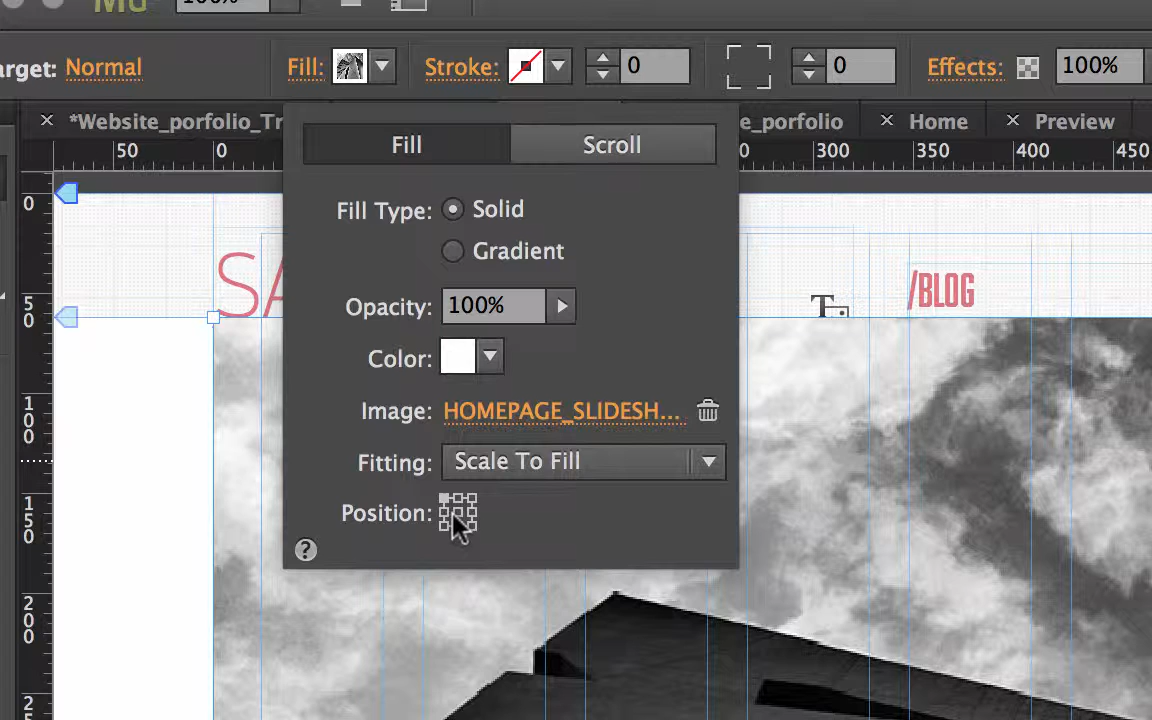 MU 100%
arget: Normal Fill: Stroke: 0 0 Effects: 100%
× *Website_porfolio_Tr e_porfolio × Home × Preview
50 0 0 300 350 400 450
Fill Scroll
0
Fill Type: Solid
Gradient
SA /BLOG
50
Opacity: 100%
Color:
Image: HOMEPAGE_SLIDESH...
100
Fitting: Scale To Fill
Position:
150
?
200
2